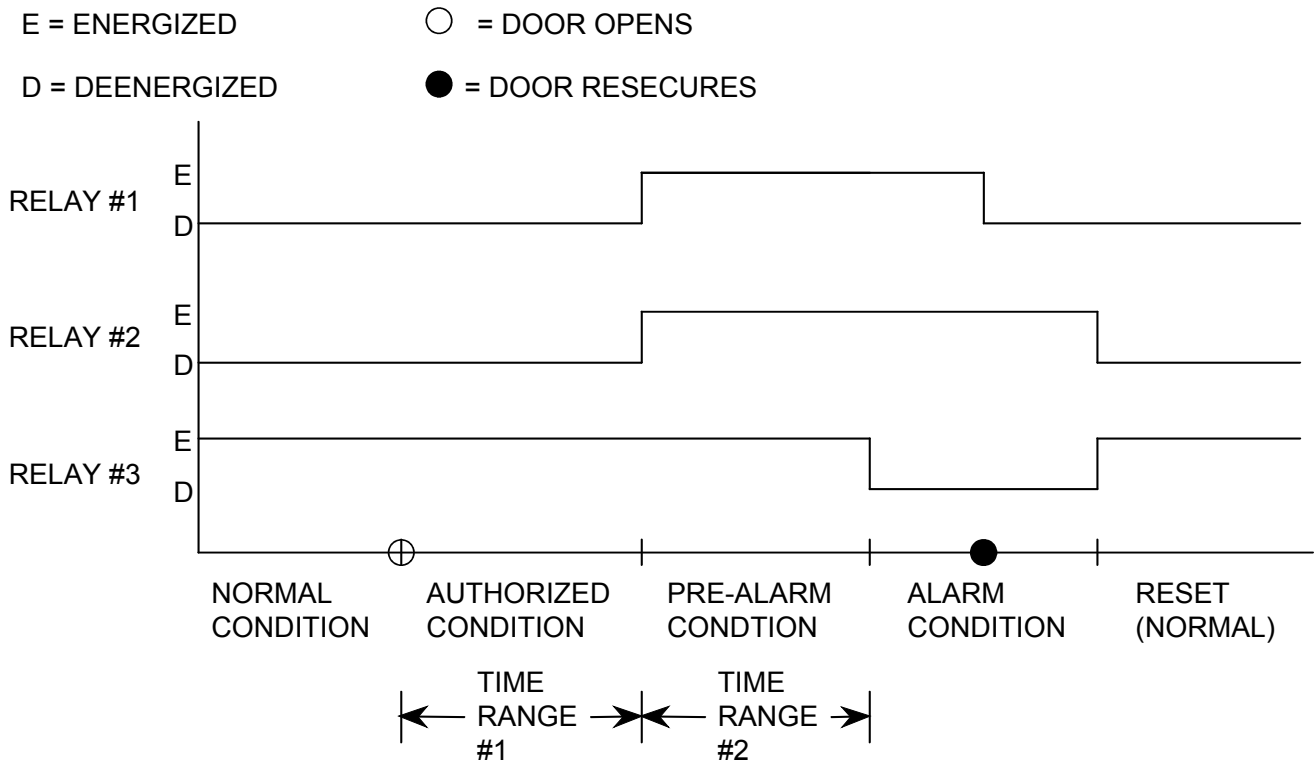 E = ENERGIZED
= DOOR OPENS
D = DEENERGIZED
= DOOR RESECURES
RELAY #1
E
D
RELAY #2
E
D
RELAY #3
E
D
NORMAL
CONDITION
AUTHORIZED
CONDITION
PRE-ALARM
CONDTION
ALARM
CONDITION
RESET
(NORMAL)
TIME
RANGE
#1
TIME
RANGE
#2